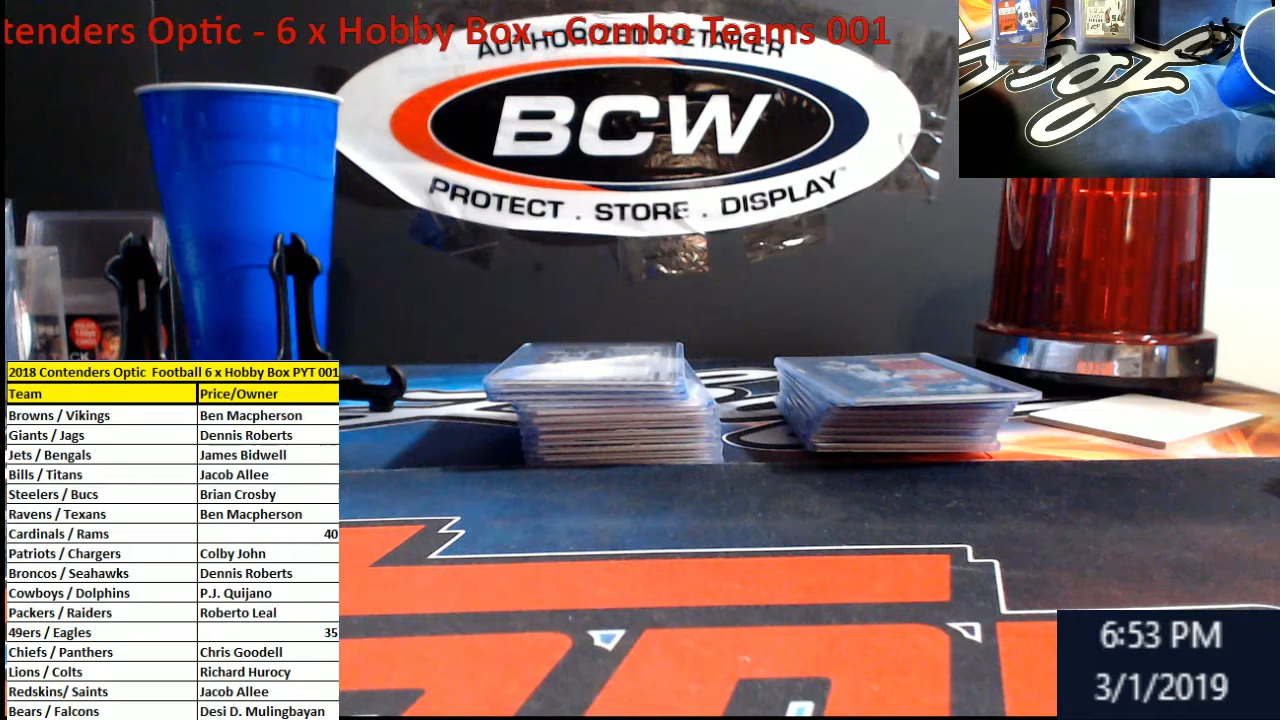 tenders Optic - 6 x Hobby Box - Combo Teams 001
AUTHORIZED RETAILER
BCW
PROTECT . STORE . DISPLAY™
2018 Contenders Optic Football 6 x Hobby Box PYT 001
Team Price/Owner
Browns / Vikings Ben Macpherson
Giants / Jags Dennis Roberts
Jets / Bengals James Bidwell
Bills / Titans Jacob Allee
Steelers / Bucs Brian Crosby
Ravens / Texans Ben Macpherson
Cardinals / Rams 40
Patriots / Chargers Colby John
Broncos / Seahawks Dennis Roberts
Cowboys / Dolphins P.J. Quijano
Packers / Raiders Roberto Leal
49ers / Eagles 35
Chiefs / Panthers Chris Goodell
Lions / Colts Richard Hurocy
Redskins/ Saints Jacob Allee
Bears / Falcons Desi D. Mulingbayan
6:53 PM
3/1/2019